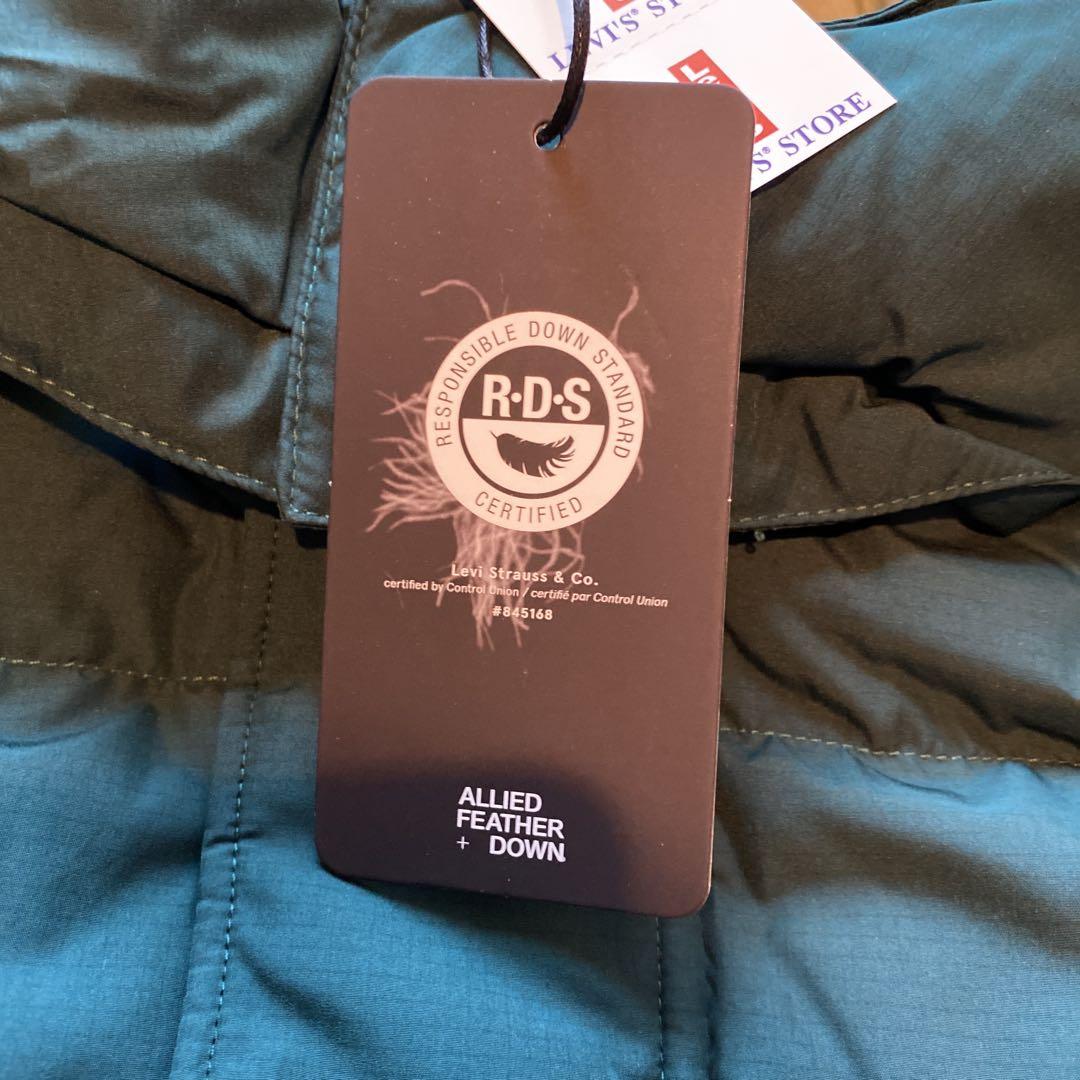 LEVI'S® STO
S® STORE
RESPONSIBLE DOWN STANDARD
R·D·S
CERTIFIED
Levi Strauss & Co.
certified by Control Union / certifié par Control Union
#845168
ALLIED
FEATHER
+ DOWN